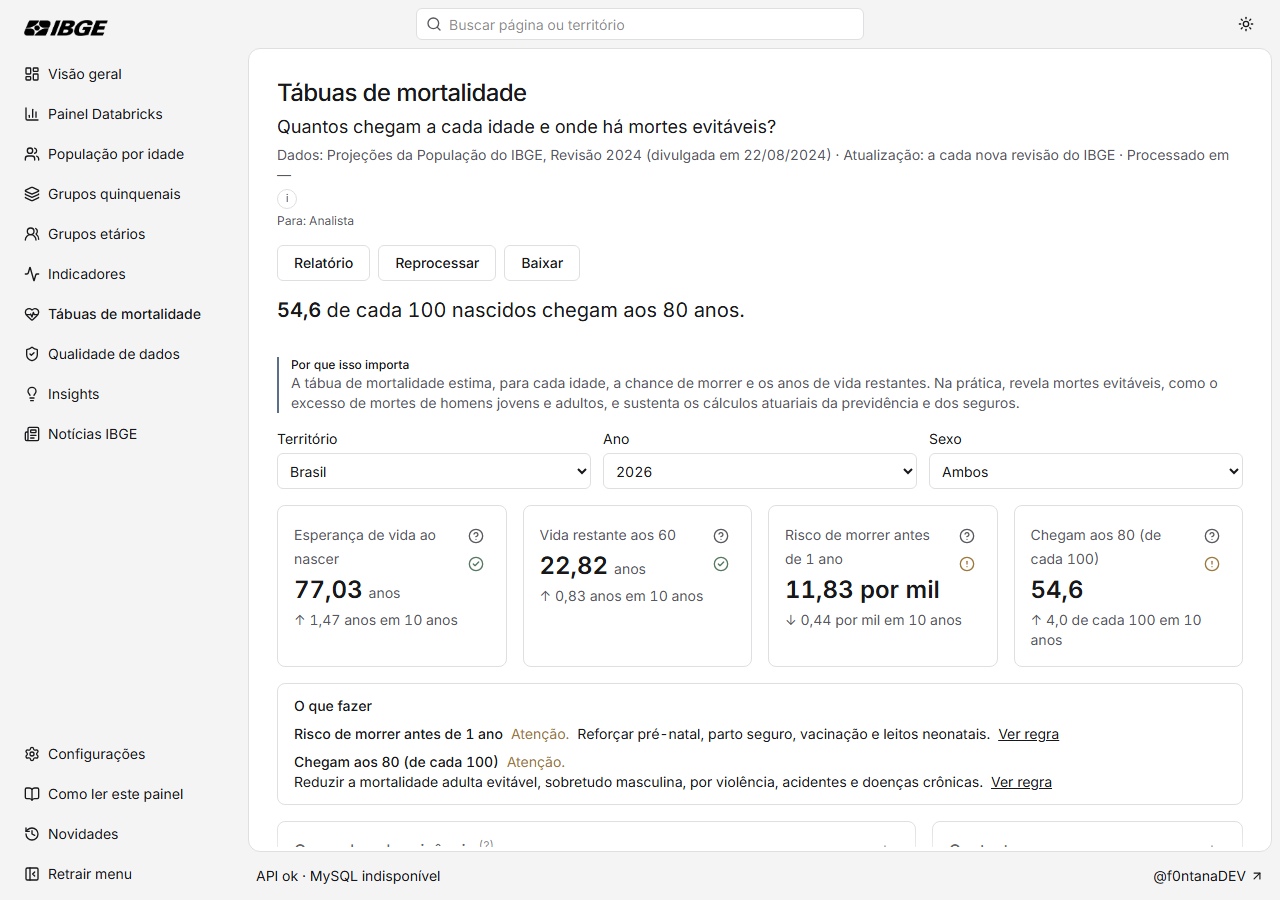 IBGE
Buscar página ou território
Visão geral
Painel Databricks
População por idade
Grupos quinquenais
Grupos etários
Indicadores
Tábuas de mortalidade
Qualidade de dados
Insights
Notícias IBGE
Configurações
Como ler este painel
Novidades
Retrair menu
Tábuas de mortalidade
Quantos chegam a cada idade e onde há mortes evitáveis?
Dados: Projeções da População do IBGE, Revisão 2024 (divulgada em 22/08/2024) · Atualização: a cada nova revisão do IBGE · Processado em
—
i
Para: Analista
Relatório Reprocessar Baixar
54,6 de cada 100 nascidos chegam aos 80 anos.
Por que isso importa
A tábua de mortalidade estima, para cada idade, a chance de morrer e os anos de vida restantes. Na prática, revela mortes evitáveis, como o
excesso de mortes de homens jovens e adultos, e sustenta os cálculos atuariais da previdência e dos seguros.
Território Ano Sexo
Brasil 2026 Ambos
Esperança de vida ao
nascer
77,03 anos
↑ 1,47 anos em 10 anos
Vida restante aos 60
22,82 anos
↑ 0,83 anos em 10 anos
Risco de morrer antes
de 1 ano
11,83 por mil
↓ 0,44 por mil em 10 anos
Chegam aos 80 (de
cada 100)
54,6
↑ 4,0 de cada 100 em 10
anos
O que fazer
Risco de morrer antes de 1 ano Atenção. Reforçar pré-natal, parto seguro, vacinação e leitos neonatais. Ver regra
Chegam aos 80 (de cada 100) Atenção.
Reduzir a mortalidade adulta evitável, sobretudo masculina, por violência, acidentes e doenças crônicas. Ver regra
(?)
API ok · MySQL indisponível
@f0ntanaDEV ↗